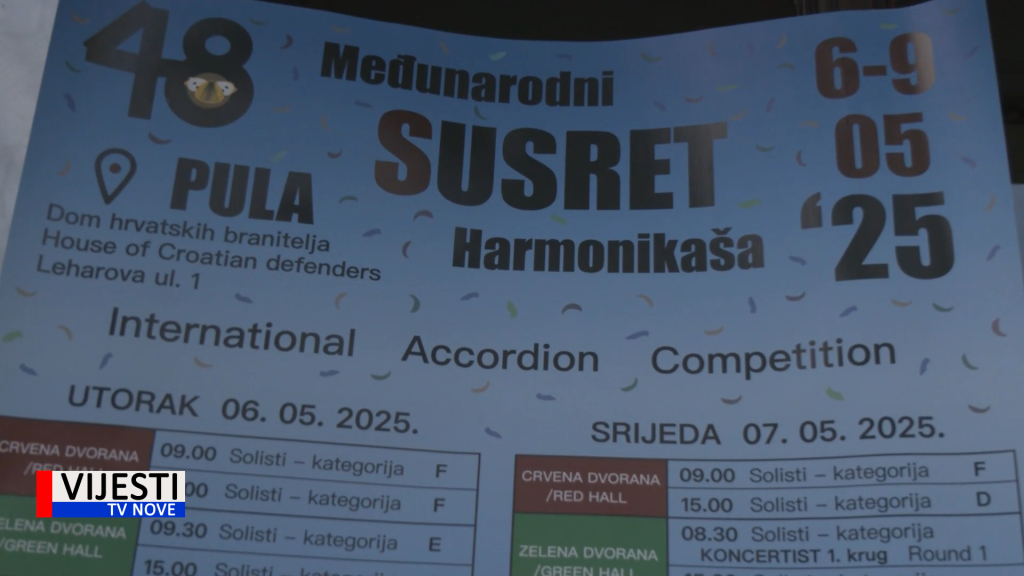 48
Međunarodni
SUSRET
Harmonikaša
6-9
05
'25
PULA
Dom hrvatskih branitelja
House of Croatian defenders
Leharova ul. 1
International Accordion Competition
UTORAK 06. 05. 2025.
CRVENA DVORANA
09.00 Solisti – kategorija F
00 Solisti – kategorija F
ZELENA DVORANA
/GREEN HALL
09.30 Solisti – kategorija E
15.00
SRIJEDA 07. 05. 2025.
CRVENA DVORANA
/RED HALL
09.00 Solisti – kategorija F
15.00 Solisti – kategorija D
ZELENA DVORANA
/GREEN HALL
08.30 Solisti – kategorija
KONCERTIST 1. krug Round 1
VIJESTI
TV NOVE